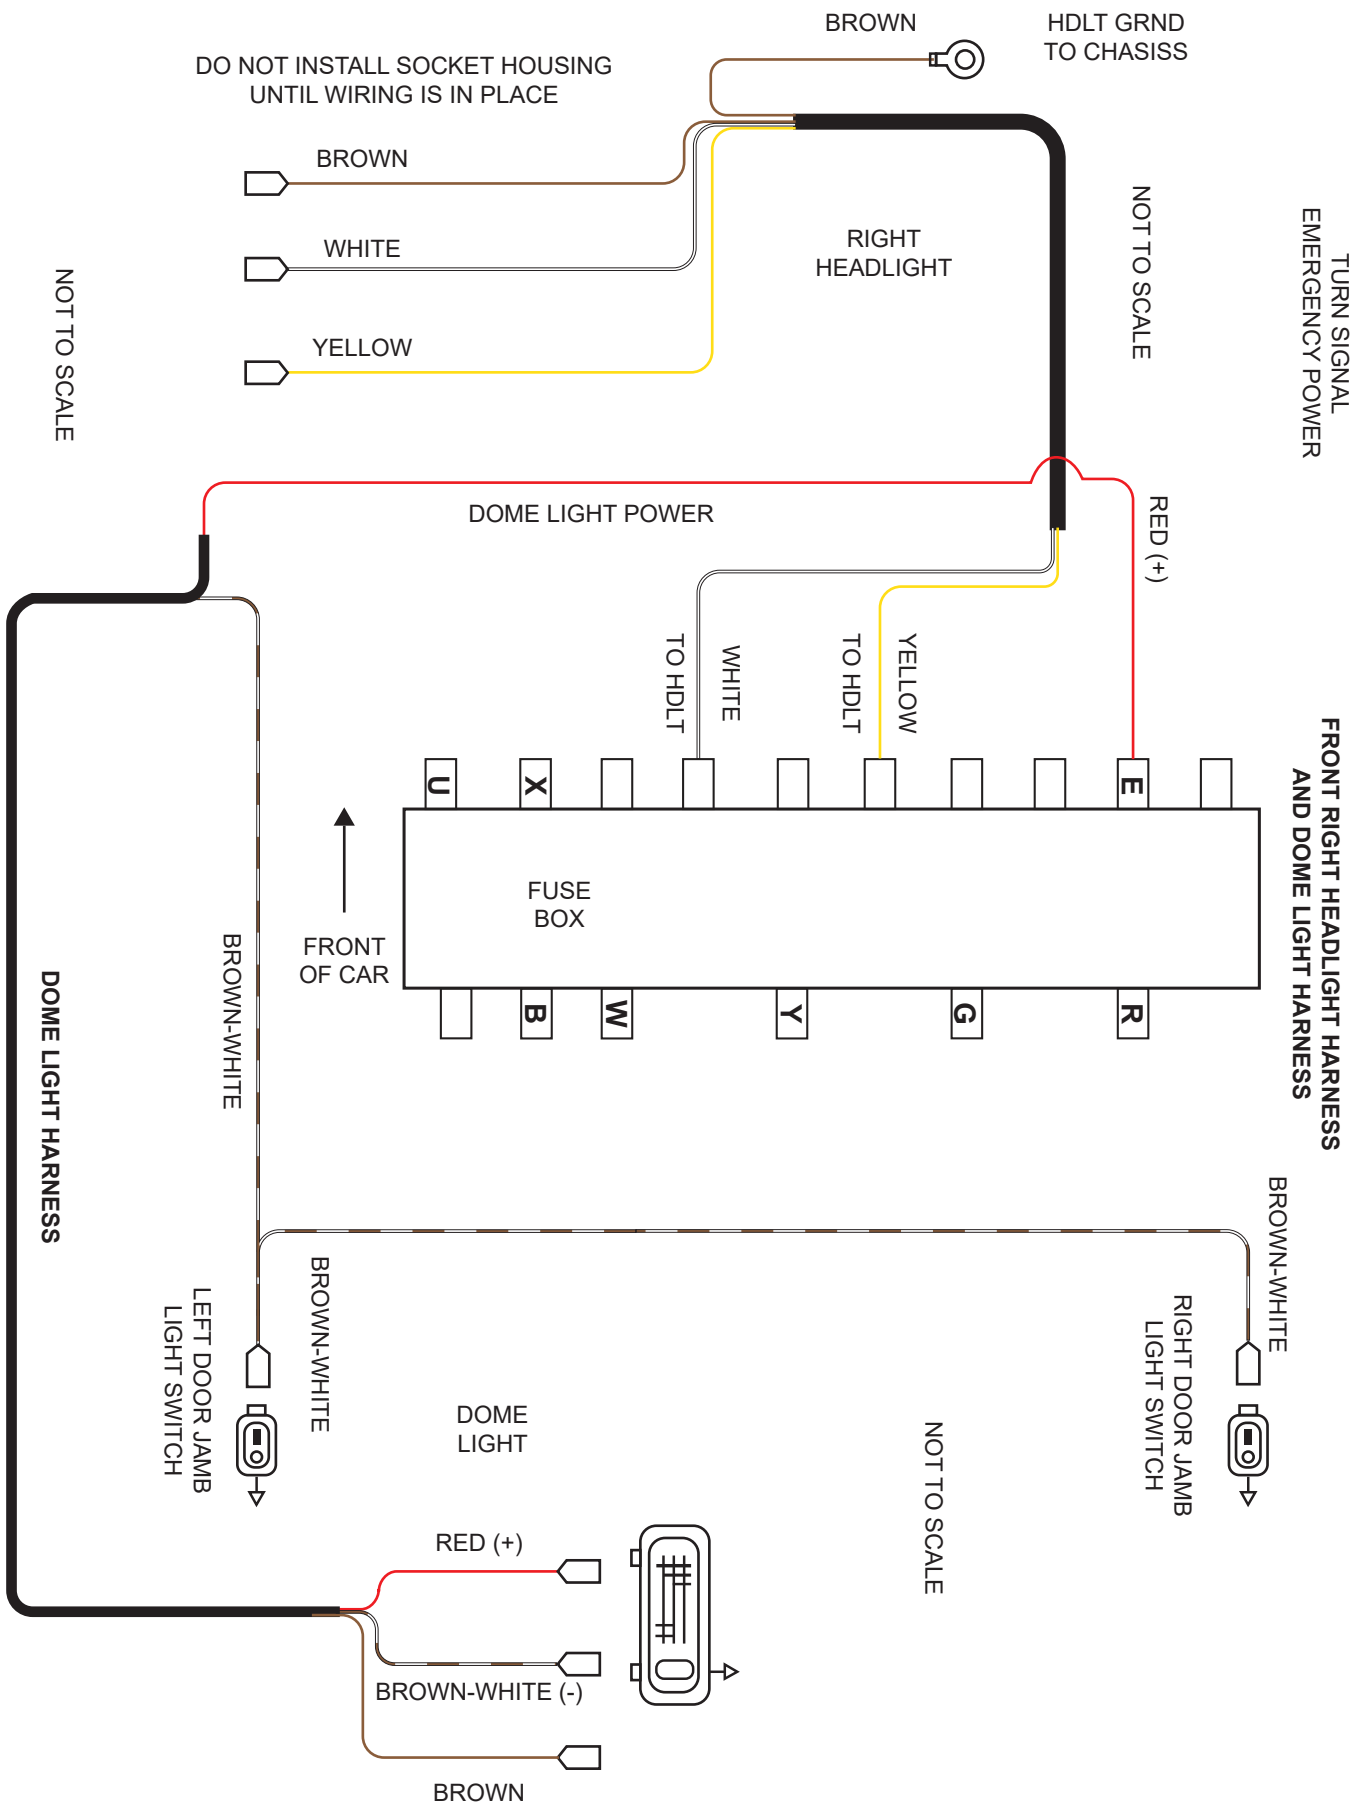 BROWN
HDLT GRND
TO CHASISS
DO NOT INSTALL SOCKET HOUSING
UNTIL WIRING IS IN PLACE
BROWN
WHITE
YELLOW
RIGHT
HEADLIGHT
NOT TO SCALE
TURN SIGNAL
EMERGENCY POWER
NOT TO SCALE
DOME LIGHT POWER
RED (+)
WHITE
TO HDLT
YELLOW
TO HDLT
FRONT RIGHT HEADLIGHT HARNESS
AND DOME LIGHT HARNESS
U
X
E
FUSE
BOX
FRONT
OF CAR
B
W
Y
G
R
BROWN-WHITE
DOME LIGHT HARNESS
BROWN-WHITE
LEFT DOOR JAMB
LIGHT SWITCH
BROWN-WHITE
RIGHT DOOR JAMB
LIGHT SWITCH
DOME
LIGHT
NOT TO SCALE
RED (+)
BROWN-WHITE (-)
BROWN